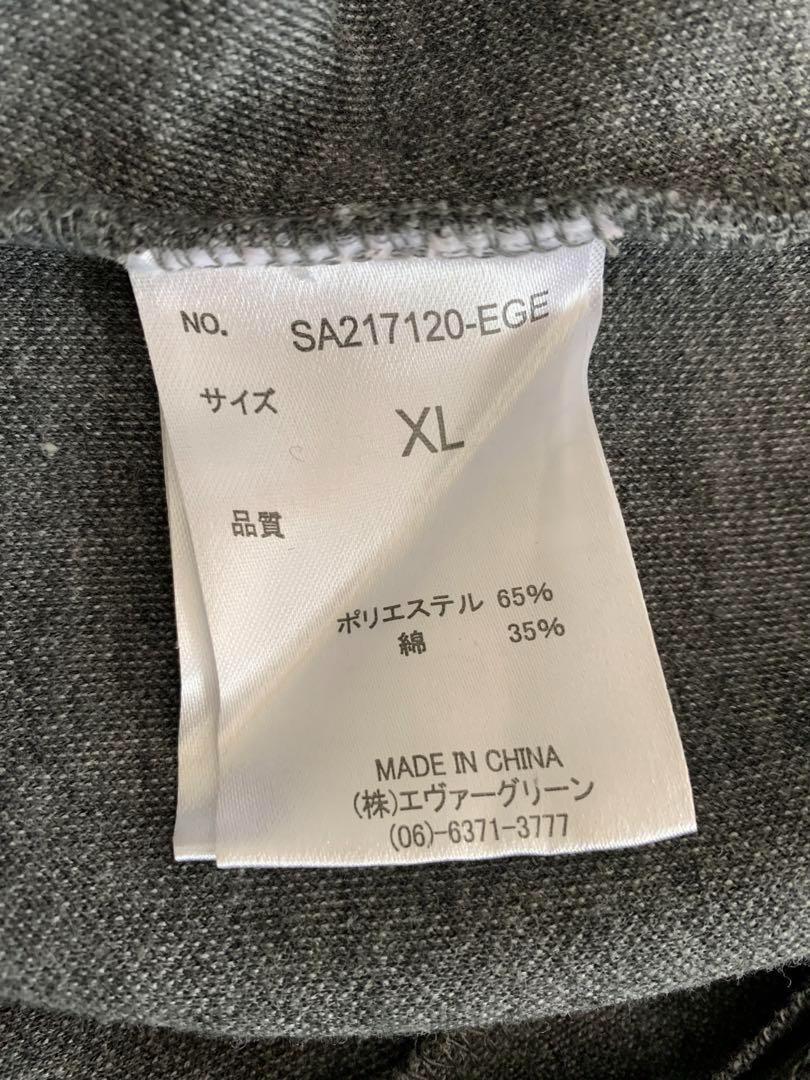 NO. SA217120-EGE
サイズ XL
品質
ポリエステル 65%
綿 35%
MADE IN CHINA
(株)エヴァーグリーン
(06)-6371-3777